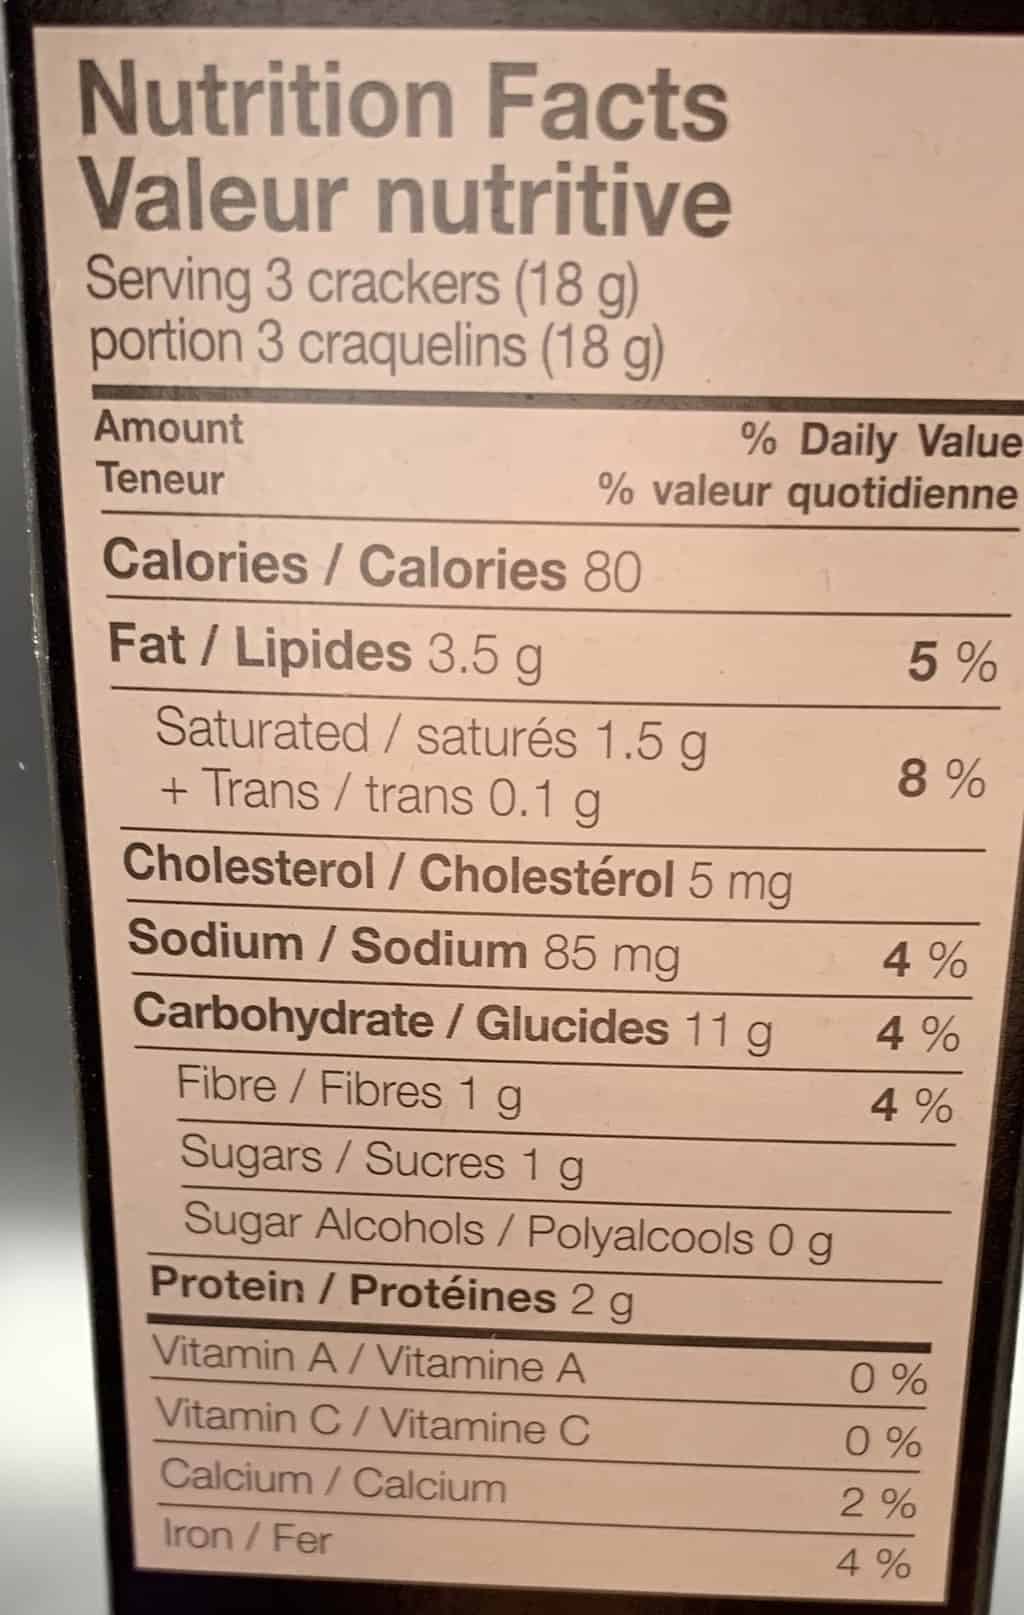 Nutrition Facts
Valeur nutritive
Serving 3 crackers (18 g)
portion 3 craquelins (18 g)
Amount % Daily Value
Teneur % valeur quotidienne
Calories / Calories 80
Fat / Lipides 3.5 g 5 %
Saturated / saturés 1.5 g
+ Trans / trans 0.1 g 8 %
Cholesterol / Cholestérol 5 mg
Sodium / Sodium 85 mg 4 %
Carbohydrate / Glucides 11 g 4 %
Fibre / Fibres 1 g 4 %
Sugars / Sucres 1 g
Sugar Alcohols / Polyalcools 0 g
Protein / Protéines 2 g
Vitamin A / Vitamine A 0 %
Vitamin C / Vitamine C 0 %
Calcium / Calcium 2 %
Iron / Fer 4 %